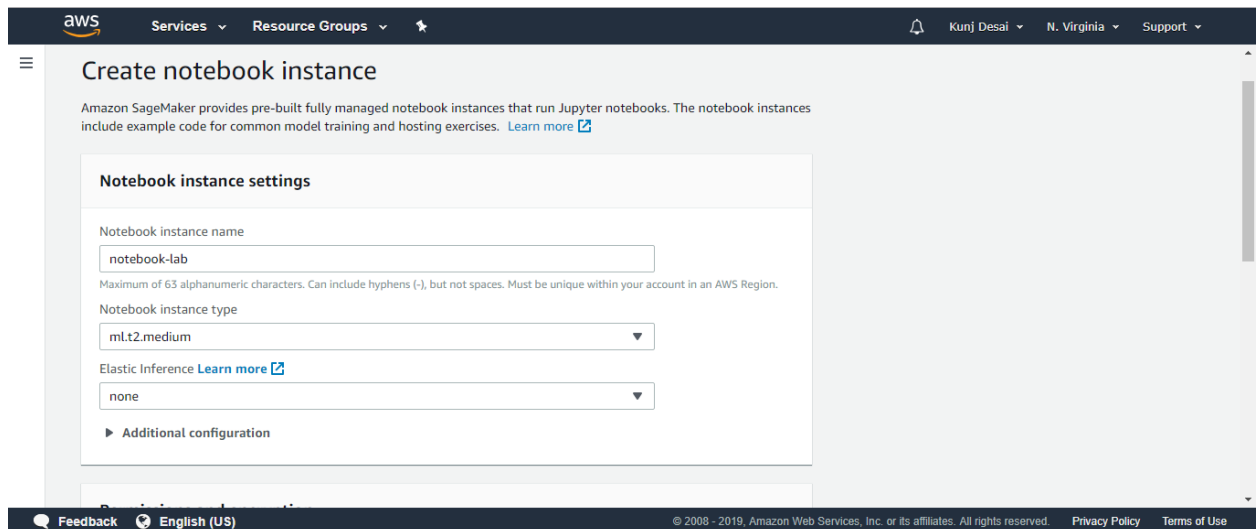 aws Services Resource Groups Kunj Desai N. Virginia Support
Create notebook instance
Amazon SageMaker provides pre-built fully managed notebook instances that run Jupyter notebooks. The notebook instances
include example code for common model training and hosting exercises. Learn more
Notebook instance settings
Notebook instance name
notebook-lab
Maximum of 63 alphanumeric characters. Can include hyphens (-), but not spaces. Must be unique within your account in an AWS Region.
Notebook instance type
ml.t2.medium
Elastic Inference Learn more
none
Additional configuration
Feedback English (US) © 2008 - 2019, Amazon Web Services, Inc. or its affiliates. All rights reserved. Privacy Policy Terms of Use